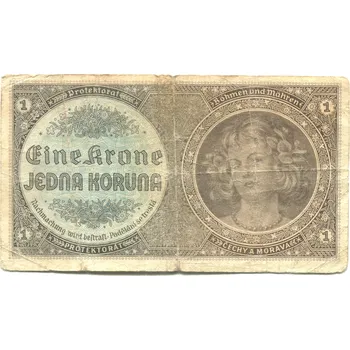 1
Protektorat
Böhmen und Mähren
1
Eine Krone
JEDNA KORUNA
Nachmachung wird bestraft · Padělání se trestá
1
PROTEKTORÁT
ČECHY A MORAVA
1